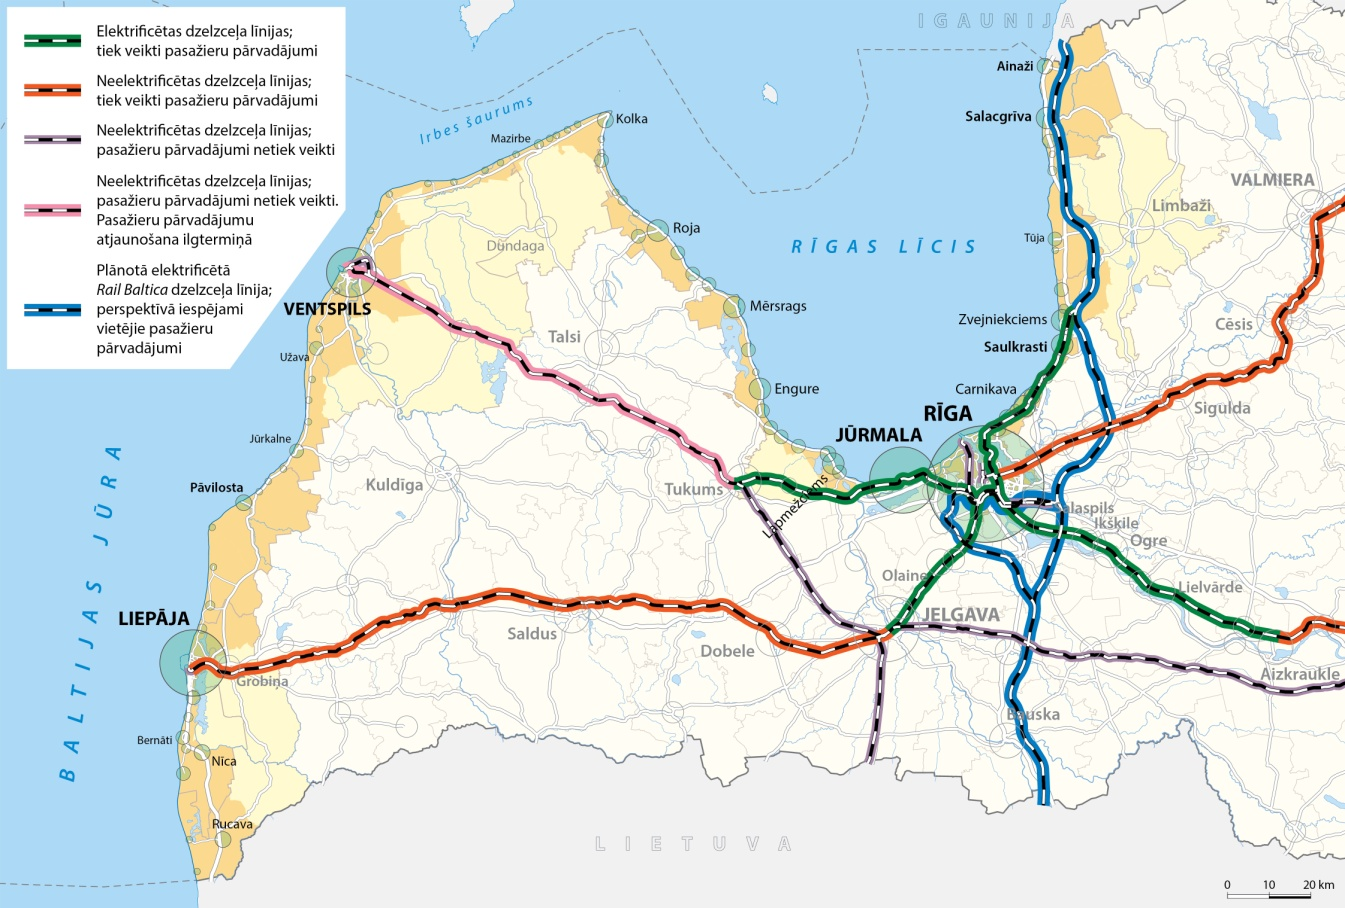 Elektrificētas dzelzceļa līnijas;
tiek veikti pasažieru pārvadājumi
Neelektrificētas dzelzceļa līnijas;
tiek veikti pasažieru pārvadājumi
Neelektrificētas dzelzceļa līnijas;
pasažieru pārvadājumi netiek veikti
Neelektrificētas dzelzceļa līnijas;
pasažieru pārvadājumi netiek veikti.
Pasažieru pārvadājumu
atjaunošana ilgtermiņā
Plānotā elektrificētā
Rail Baltica dzelzceļa līnija;
perspektīvā iespējami
vietējie pasažieru
pārvadājumi
IGAUNIJA
Ainaži
Salacgrīva
Irbes šaurums
Kolka
Mazirbe
VALMIERA
Limbaži
Roja
Dundaga
RĪGAS LĪCIS
Tūja
VENTSPILS
Mērsrags
Zvejniekciems
Cēsis
Talsi
Saulkrasti
Užava
Engure
Carnikava
Sigulda
RĪGA
JŪRMALA
Jūrkalne
Kuldīga
Pāvilosta
Tukums
Lapmežciems
Salaspils
Ikšķile
Ogre
BALTIJAS JŪRA
Olaine
Lielvārde
LIEPĀJA
JELGAVA
Saldus
Dobele
Grobiņa
Aizkraukle
Bauska
Bernāti
Nīca
Rucava
LIETUVA
0 10 20 km